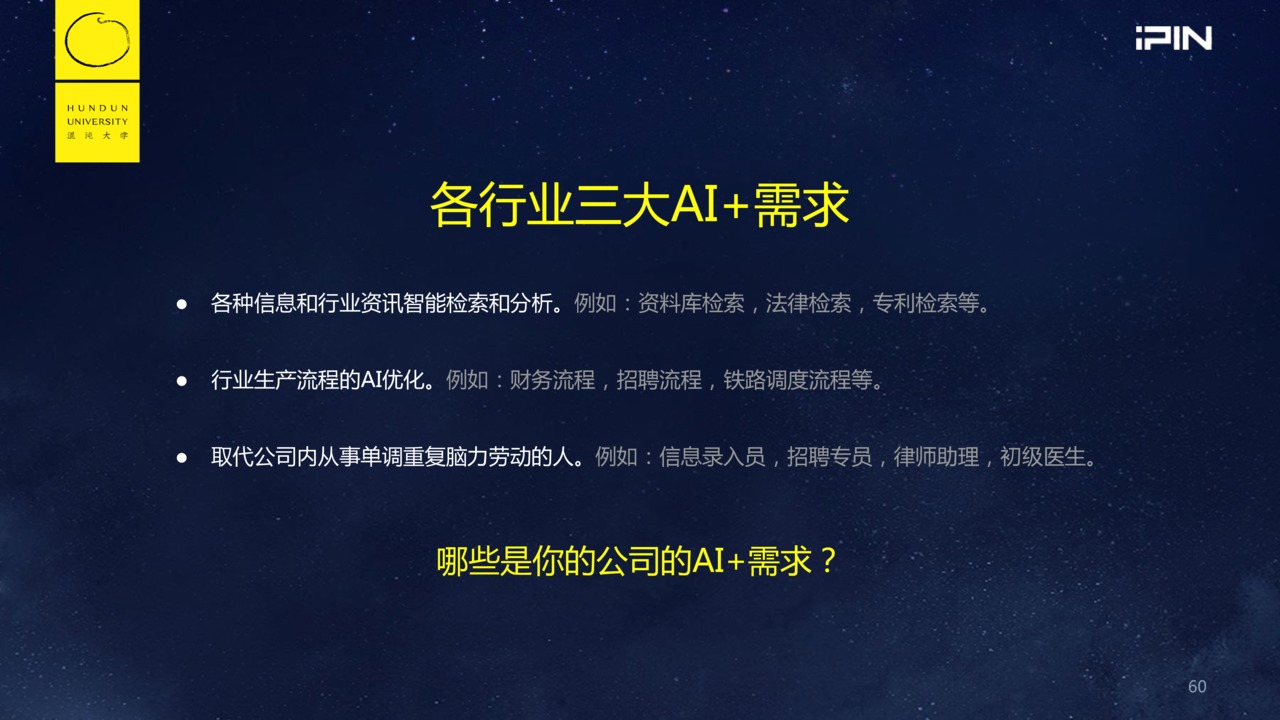 HUNDUN
UNIVERSITY
混沌大学
iPIN
各行业三大AI+需求
● 各种信息和行业资讯智能检索和分析。例如：资料库检索，法律检索，专利检索等。
● 行业生产流程的AI优化。例如：财务流程，招聘流程，铁路调度流程等。
● 取代公司内从事单调重复脑力劳动的人。例如：信息录入员，招聘专员，律师助理，初级医生。
哪些是你的公司的AI+需求？
60